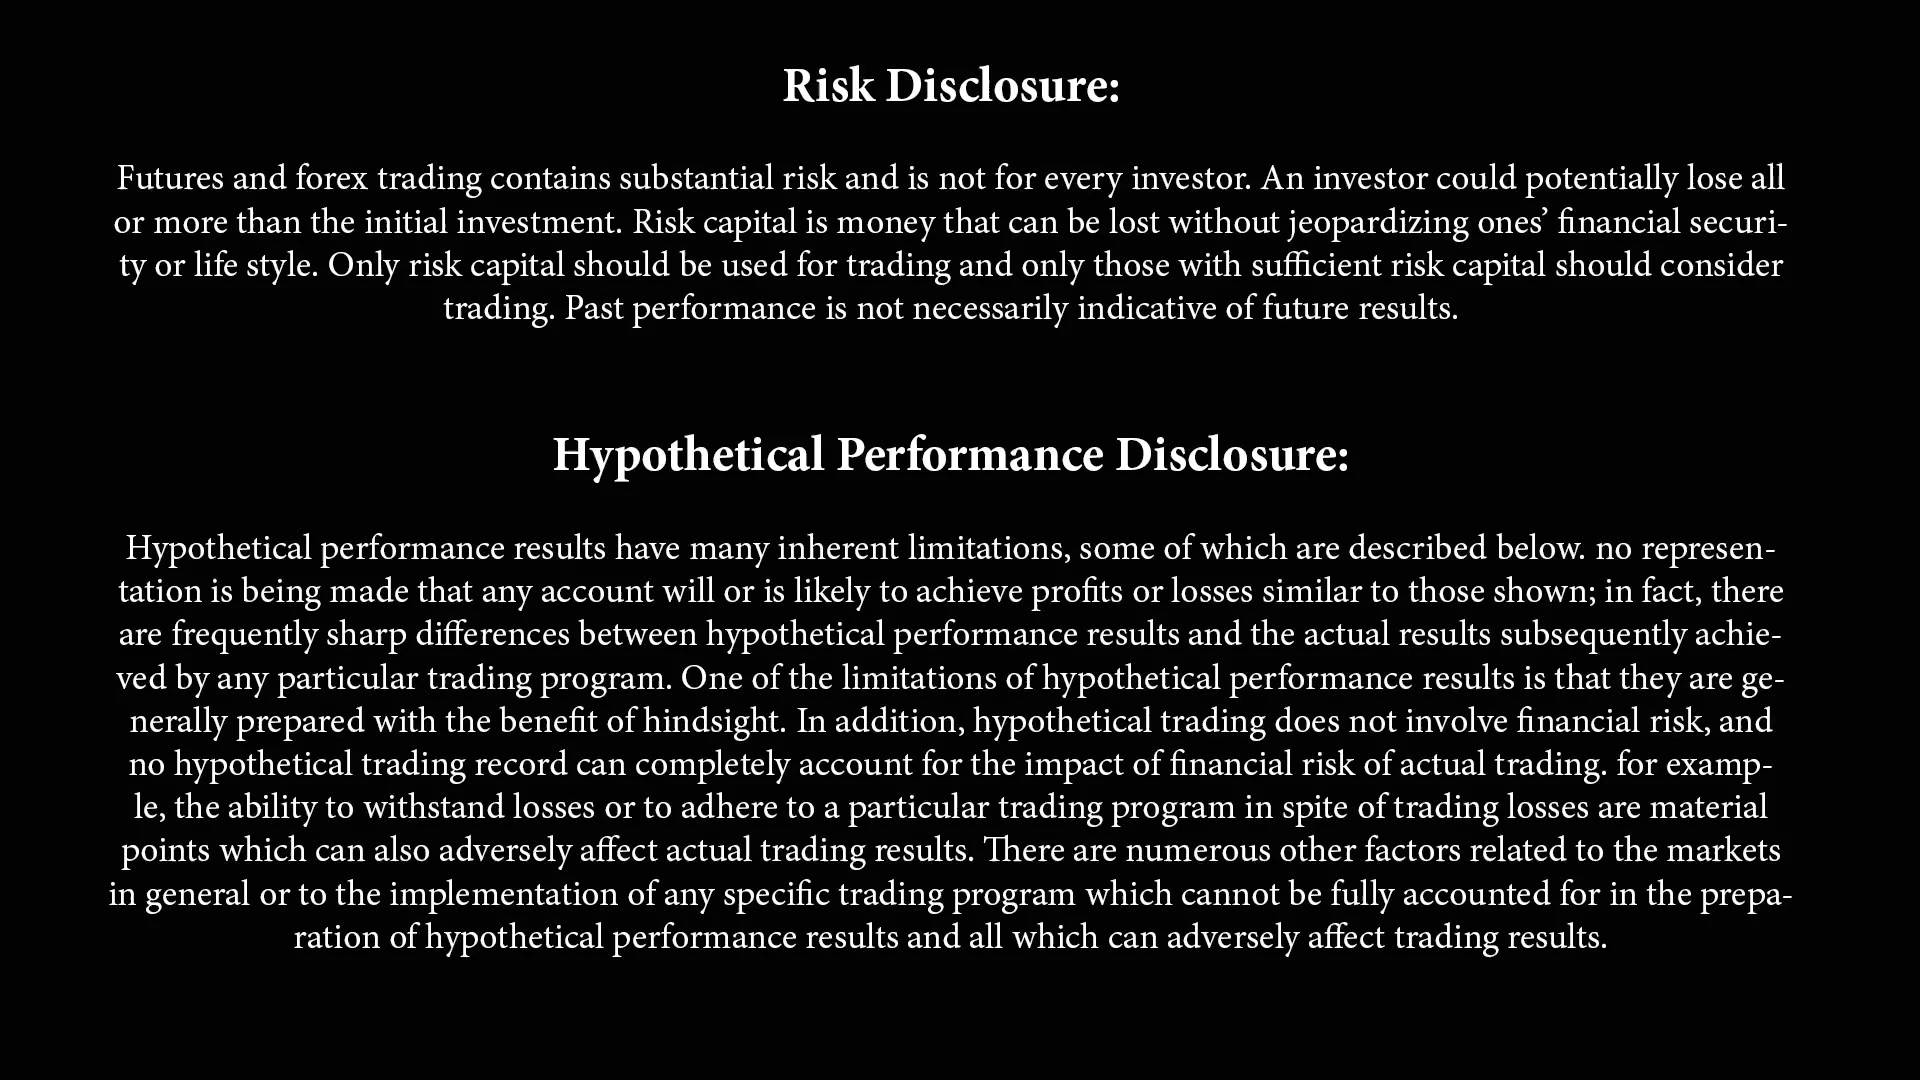 Risk Disclosure:
Futures and forex trading contains substantial risk and is not for every investor. An investor could potentially lose all
or more than the initial investment. Risk capital is money that can be lost without jeopardizing ones’ financial securi-
ty or life style. Only risk capital should be used for trading and only those with sufficient risk capital should consider
trading. Past performance is not necessarily indicative of future results.
Hypothetical Performance Disclosure:
Hypothetical performance results have many inherent limitations, some of which are described below. no represen-
tation is being made that any account will or is likely to achieve profits or losses similar to those shown; in fact, there
are frequently sharp differences between hypothetical performance results and the actual results subsequently achie-
ved by any particular trading program. One of the limitations of hypothetical performance results is that they are ge-
nerally prepared with the benefit of hindsight. In addition, hypothetical trading does not involve financial risk, and
no hypothetical trading record can completely account for the impact of financial risk of actual trading. for examp-
le, the ability to withstand losses or to adhere to a particular trading program in spite of trading losses are material
points which can also adversely affect actual trading results. There are numerous other factors related to the markets
in general or to the implementation of any specific trading program which cannot be fully accounted for in the prepa-
ration of hypothetical performance results and all which can adversely affect trading results.